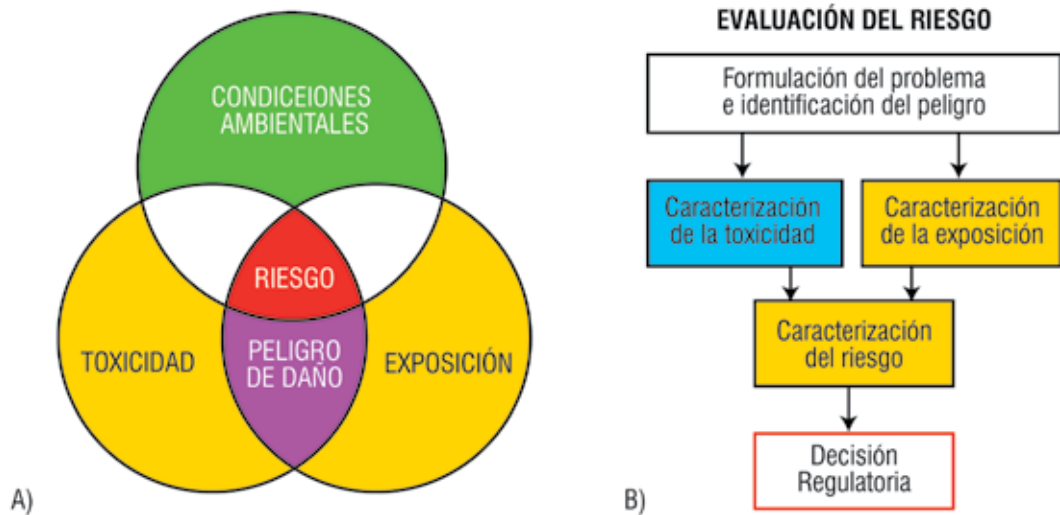 CONDICEIONES
AMBIENTALES
RIESGO
TOXICIDAD
PELIGRO
DE DAÑO
EXPOSICIÓN
A)
EVALUACIÓN DEL RIESGO
Formulación del problema
e identificación del peligro
Caracterización
de la toxicidad
Caracterización
de la exposición
Caracterización
del riesgo
Decisión
Regulatoria
B)